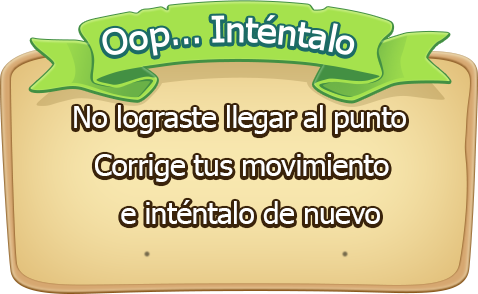 Oop... Inténtalo
No lograste llegar al punto
Corrige tus movimiento
e inténtalo de nuevo